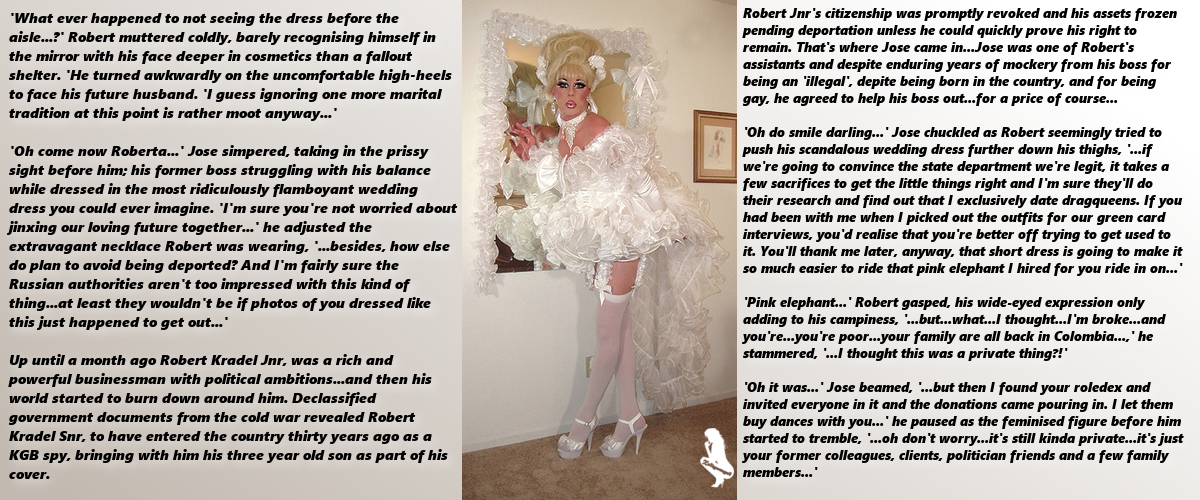 'What ever happened to not seeing the dress before the
aisle...?' Robert muttered coldly, barely recognising himself in
the mirror with his face deeper in cosmetics than a fallout
shelter. 'He turned awkwardly on the uncomfortable high-heels
to face his future husband. 'I guess ignoring one more marital
tradition at this point is rather moot anyway...'
'Oh come now Roberta...' Jose simpered, taking in the prissy
sight before him; his former boss struggling with his balance
while dressed in the most ridiculously flamboyant wedding
dress you could ever imagine. 'I'm sure you're not worried about
jinxing our loving future together...' he adjusted the
extravagant necklace Robert was wearing, '...besides, how else
do plan to avoid being deported? And I'm fairly sure the
Russian authorities aren't too impressed with this kind of
thing...at least they wouldn't be if photos of you dressed like
this just happened to get out...'
Up until a month ago Robert Kradel Jnr, was a rich and
powerful businessman with political ambitions...and then his
world started to burn down around him. Declassified
government documents from the cold war revealed Robert
Kradel Snr, to have entered the country thirty years ago as a
KGB spy, bringing with him his three year old son as part of his
cover.
Robert Jnr's citizenship was promptly revoked and his assets frozen
pending deportation unless he could quickly prove his right to
remain. That's where Jose came in...Jose was one of Robert's
assistants and despite enduring years of mockery from his boss for
being an 'illegal', depite being born in the country, and for being
gay, he agreed to help his boss out...for a price of course...
'Oh do smile darling...' Jose chuckled as Robert seemingly tried to
push his scandalous wedding dress further down his thighs, '...if
we're going to convince the state department we're legit, it takes a
few sacrifices to get the little things right and I'm sure they'll do
their research and find out that I exclusively date dragqueens. If you
had been with me when I picked out the outfits for our green card
interviews, you'd realise that you're better off trying to get used to
it. You'll thank me later, anyway, that short dress is going to make it
so much easier to ride that pink elephant I hired for you ride in on...'
'Pink elephant...' Robert gasped, his wide-eyed expression only
adding to his campiness, '...but...what...I thought...I'm broke...and
you're...you're poor...your family are all back in Colombia...,' he
stammered, '...I thought this was a private thing?!'
'Oh it was...' Jose beamed, '...but then I found your roledex and
invited everyone in it and the donations came pouring in. I let them
buy dances with you...' he paused as the feminised figure before him
started to tremble, '...oh don't worry...it's still kinda private...it's just
your former colleagues, clients, politician friends and a few family
members...'